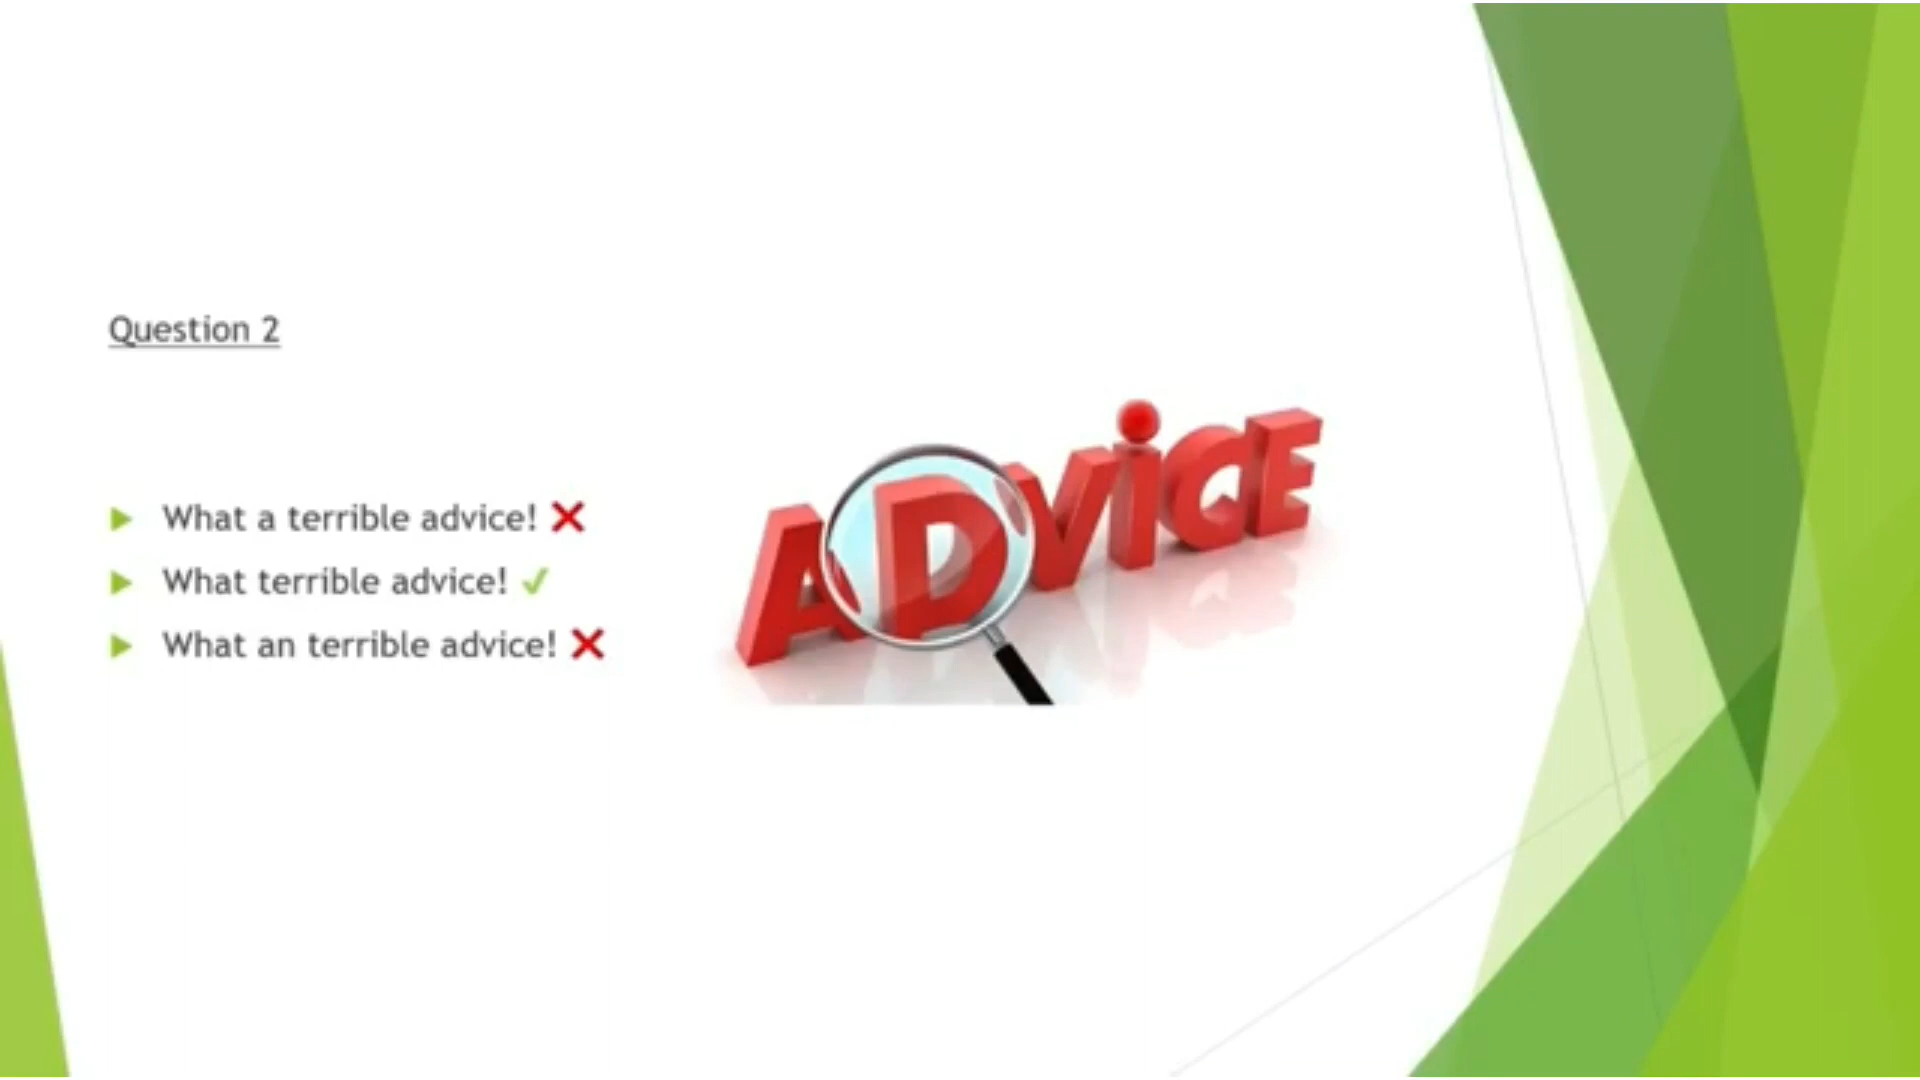 Question 2
What a terrible advice! ❌
What terrible advice! ✓
What an terrible advice! ❌
ADViCE